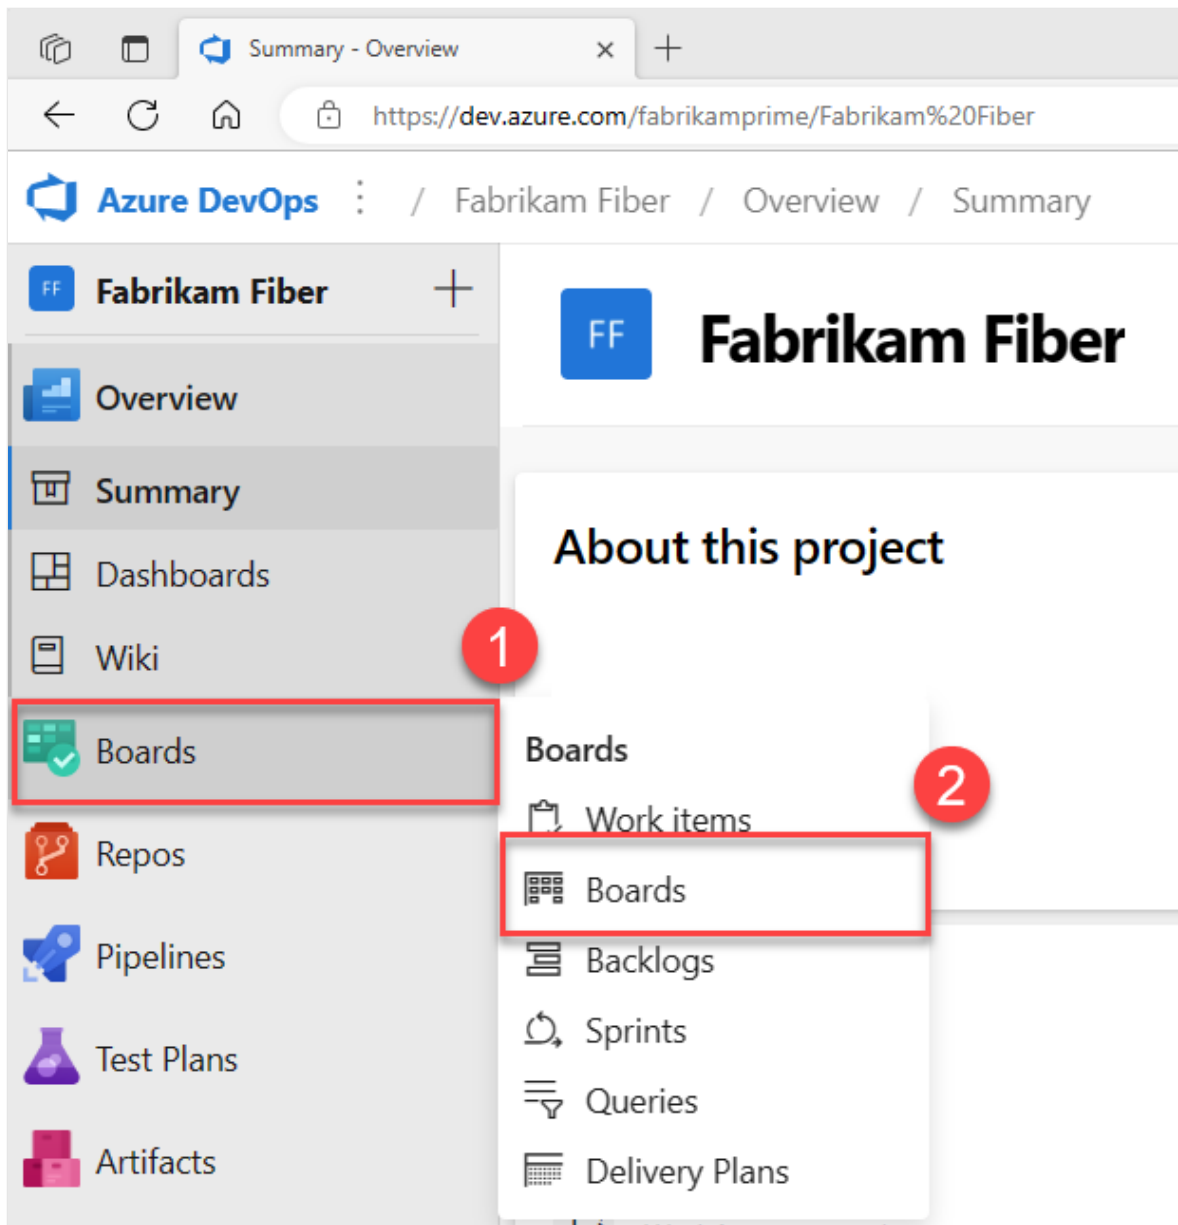 Summary - Overview
https://dev.azure.com/fabrikamprime/Fabrikam%20Fiber
Azure DevOps / Fabrikam Fiber / Overview / Summary
FF Fabrikam Fiber
FF Fabrikam Fiber
Overview
Summary
About this project
Dashboards
1
Wiki
Boards
Boards
2
Work items
Repos
Boards
Pipelines
Backlogs
Sprints
Test Plans
Queries
Artifacts
Delivery Plans